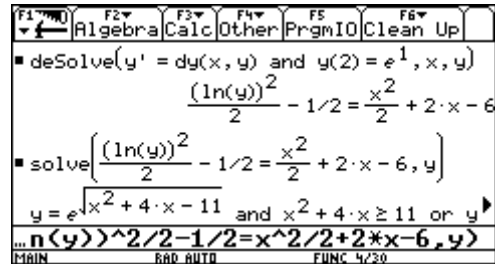 F1 F2 F3 F4 F5 F6
Algebra Calc Other PrgmIO Clean Up
▪ deSolve(y' = dy(x, y) and y(2) = e^1, x, y)
(ln(y))^2/2 - 1/2 = x^2/2 + 2·x - 6
▪ solve((ln(y))^2/2 - 1/2 = x^2/2 + 2·x - 6, y)
y = e^√(x^2 + 4·x - 11) and x^2 + 4·x ≥ 11 or y▶
…n(y))^2/2-1/2=x^2/2+2*x-6,y)
MAIN RAD AUTO FUNC 4/30